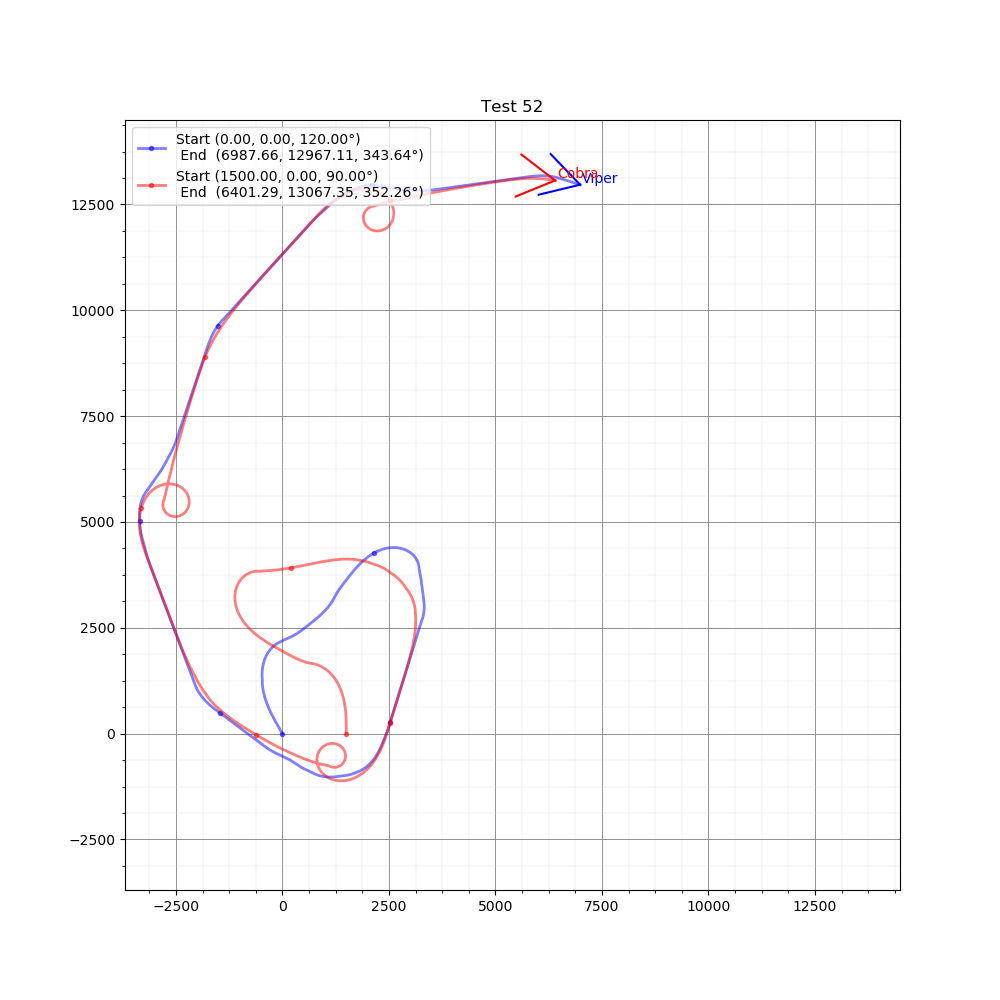 Test 52
Start (0.00, 0.00, 120.00°)
End (6987.66, 12967.11, 343.64°)
Start (1500.00, 0.00, 90.00°)
End (6401.29, 13067.35, 352.26°)
Cobra
Viper
12500
10000
7500
5000
2500
0
−2500
−2500
0
2500
5000
7500
10000
12500